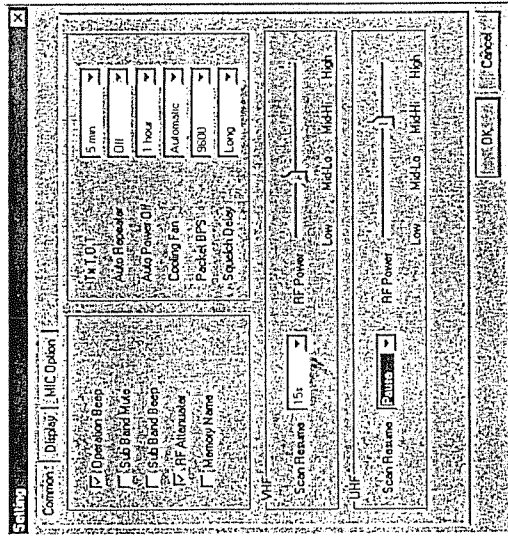 Setting
Common Display MIC Option
Operation Beep
Sub Band Mute
Sub Band Beep
RF Attenuator
Memory Name
Tx T.O.T 5 min
Auto Repeater Off
Auto Power Off 1 hour
Cooling Fan Automatic
Packet BPS 9600
Squelch Delay Long
VHF
Scan Resume 15s RF Power
Low Mid-Lo Mid-Hi High
UHF
Scan Resume Pause RF Power
Low Mid-Lo Mid-Hi High
OK Cancel